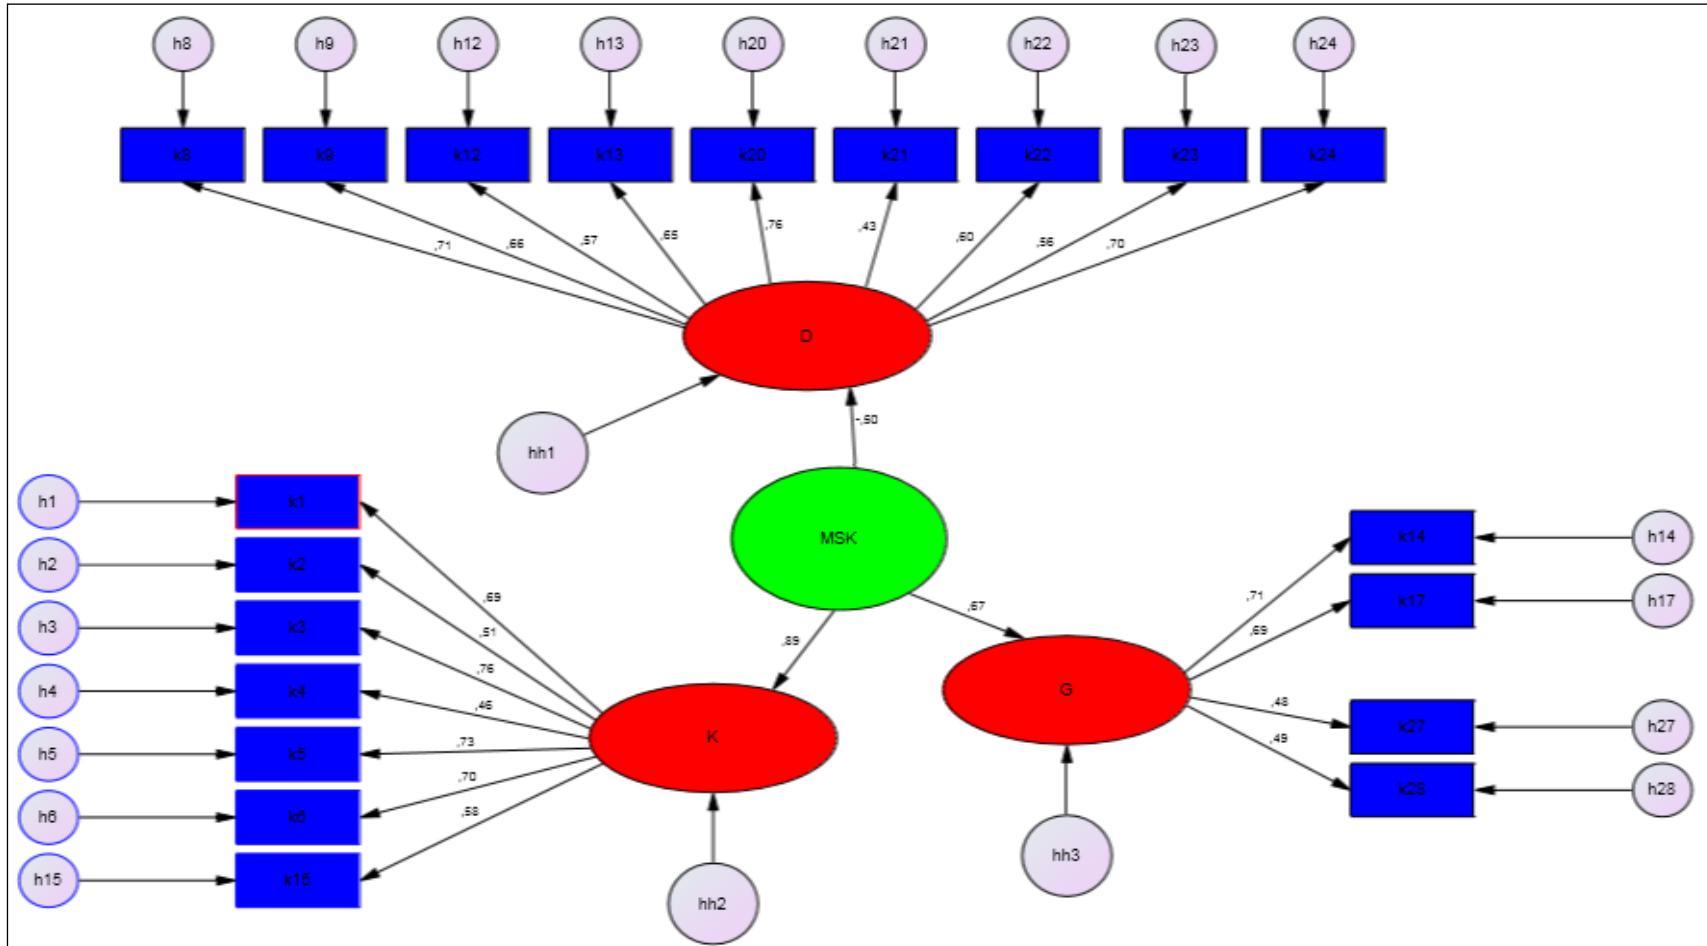 h8 h9 h12 h13 h20 h21 h22 h23 h24
k8 k9 k12 k13 k20 k21 k22 k23 k24
,71 ,66 ,57 ,65 ,76 ,43 ,60 ,56 ,70
D
-,60
hh1
MSK
h1 k1
h2 k2
h3 k3
h4 k4
h5 k5
h6 k6
h15 k15
,69
,51
,76
,46
,73
,70
,58
,89
,67
K
hh2
G
hh3
,71
,69
,48
,49
k14 h14
k17 h17
k27 h27
k28 h28